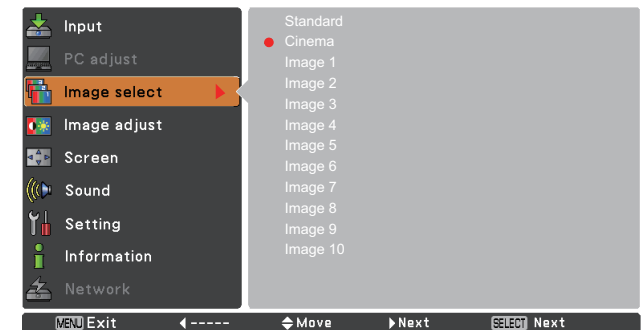 Input
PC adjust
Image select
Image adjust
Screen
Sound
Setting
Information
Network
Standard
Cinema
Image 1
Image 2
Image 3
Image 4
Image 5
Image 6
Image 7
Image 8
Image 9
Image 10
MENU Exit ◀ ----- Move ▶ Next SELECT Next